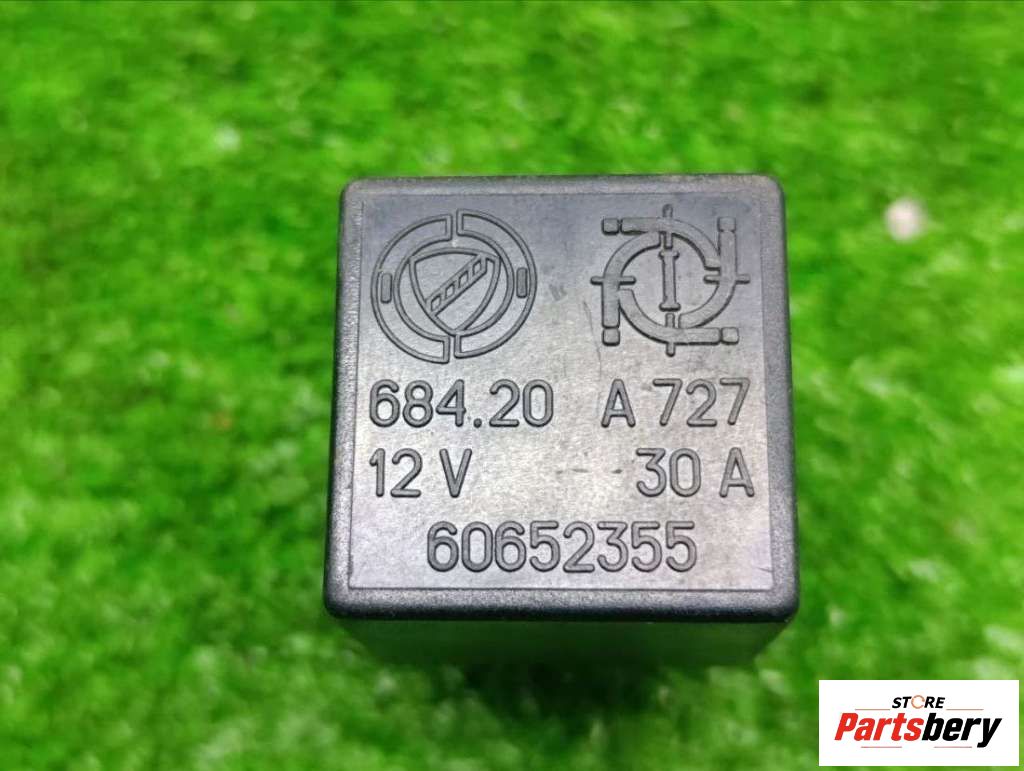 684.20 A 727
12 V 30 A
60652355
STORE
Partsbery